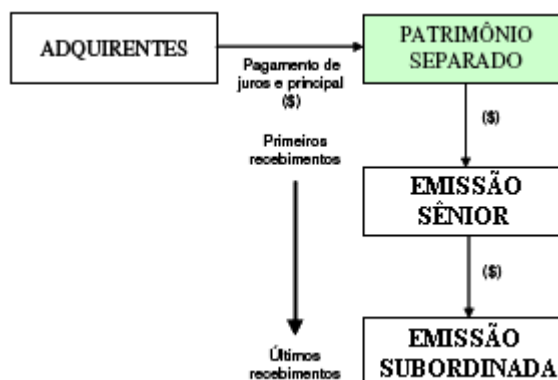 ADQUIRENTES
PATRIMÔNIO
SEPARADO
Pagamento de
juros e principal
($)
($)
Primeiros
recebimentos
EMISSÃO
SÊNIOR
($)
Últimos
recebimentos
EMISSÃO
SUBORDINADA